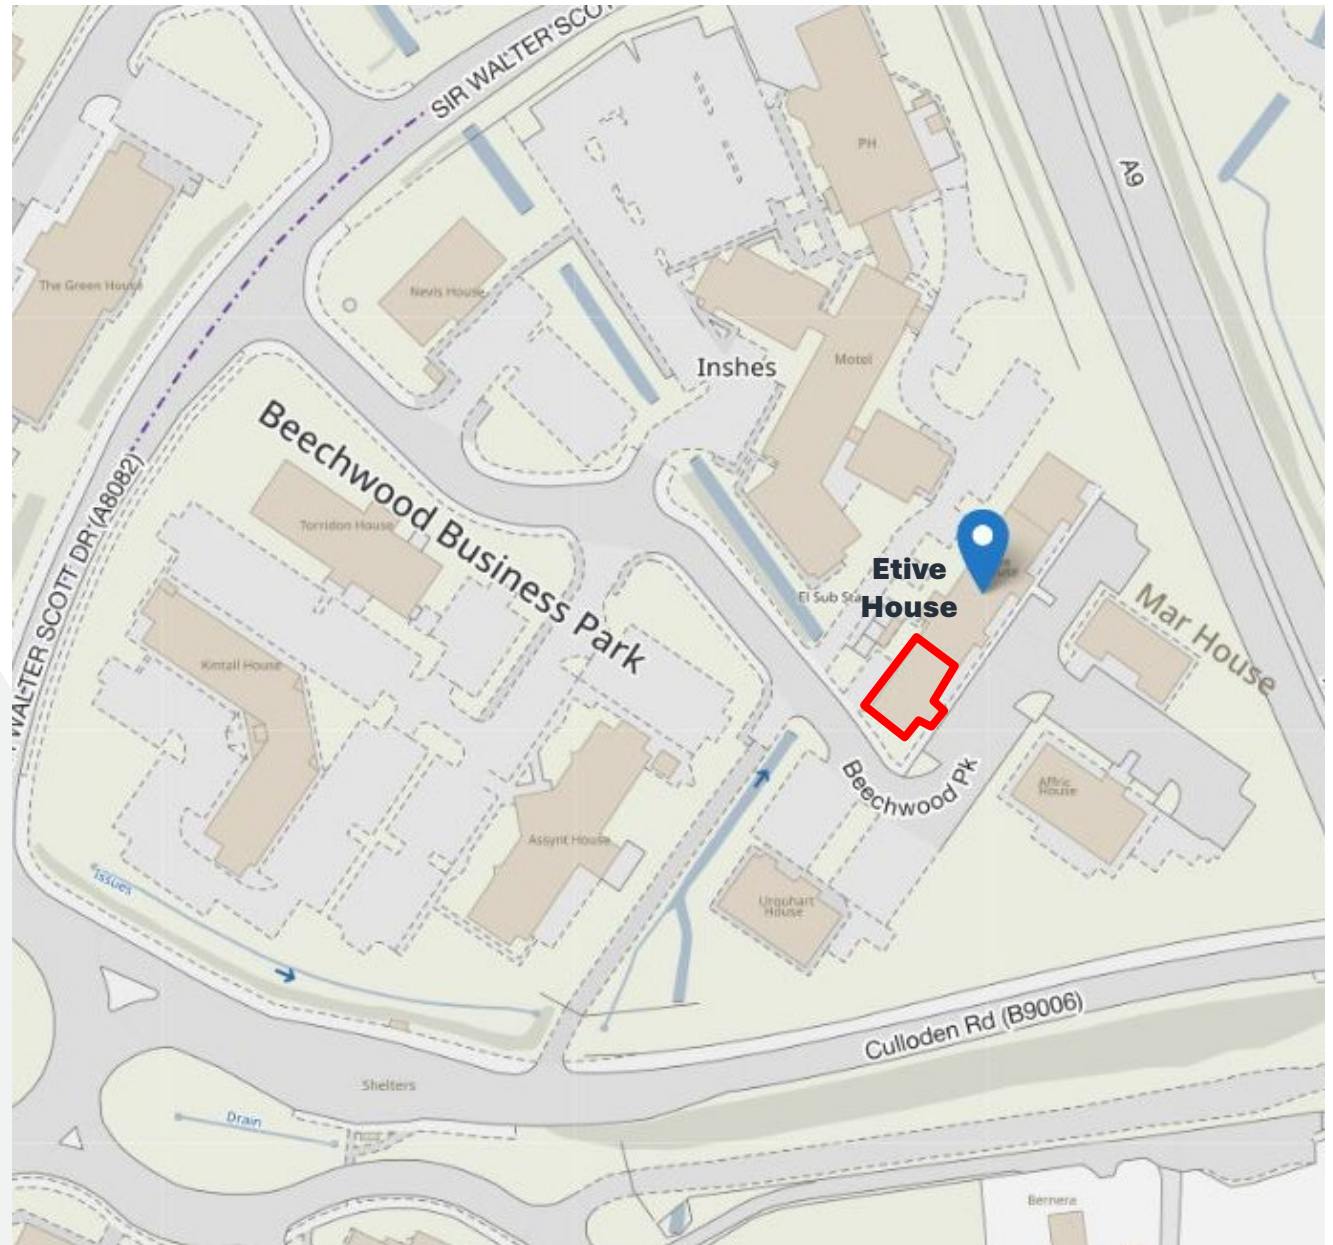 SIR WALTER SCO
A9
PH
The Green House
Nevis House
Inshes
Motel
Beechwood Business Park
WALTER SCOTT DR (A8082)
Torridon House
Etive
House
El Sub Sta
Mar House
Kintail House
Beechwood Pk
Affric
House
Assynt House
Issues
Urquhart
House
Culloden Rd (B9006)
Shelters
Drain
Bernera